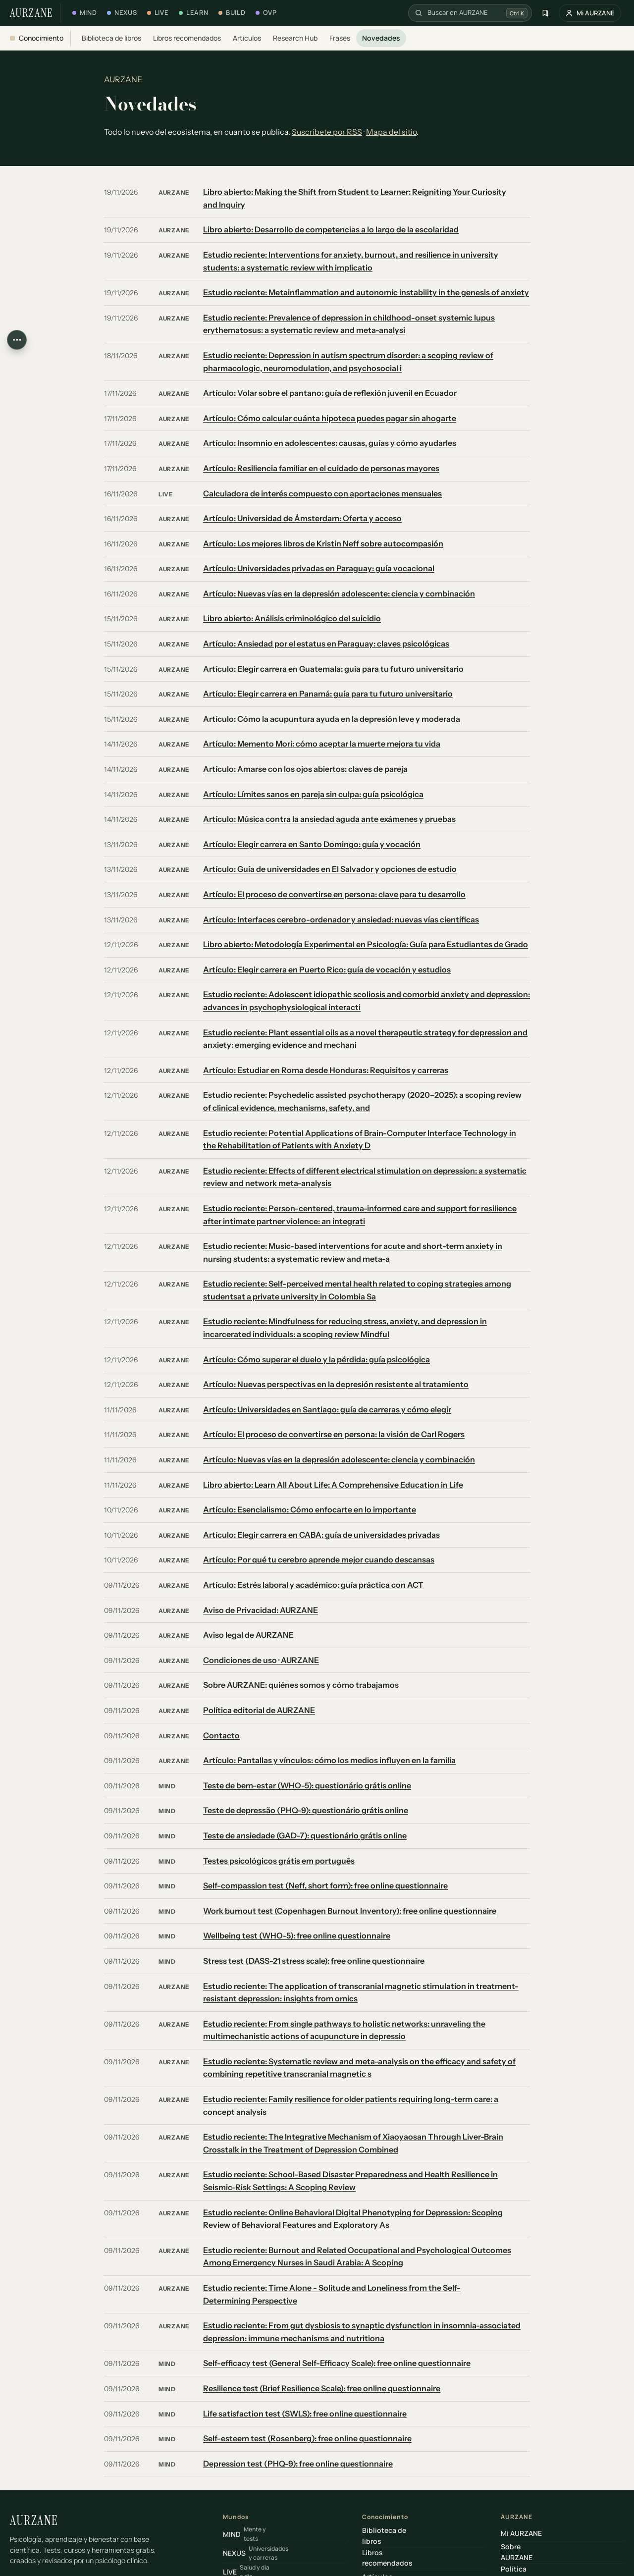 AURZANE
MIND NEXUS LIVE LEARN BUILD OVP
Buscar en AURZANE Ctrl K
Mi AURZANE
Conocimiento Biblioteca de libros Libros recomendados Artículos Research Hub Frases Novedades
AURZANE
Novedades
Todo lo nuevo del ecosistema, en cuanto se publica. Suscríbete por RSS · Mapa del sitio.
19/11/2026 AURZANE Libro abierto: Making the Shift from Student to Learner: Reigniting Your Curiosity
and Inquiry
19/11/2026 AURZANE Libro abierto: Desarrollo de competencias a lo largo de la escolaridad
19/11/2026 AURZANE Estudio reciente: Interventions for anxiety, burnout, and resilience in university
students: a systematic review with implicatio
19/11/2026 AURZANE Estudio reciente: Metainflammation and autonomic instability in the genesis of anxiety
19/11/2026 AURZANE Estudio reciente: Prevalence of depression in childhood-onset systemic lupus
erythematosus: a systematic review and meta-analysi
18/11/2026 AURZANE Estudio reciente: Depression in autism spectrum disorder: a scoping review of
pharmacologic, neuromodulation, and psychosocial i
17/11/2026 AURZANE Artículo: Volar sobre el pantano: guía de reflexión juvenil en Ecuador
17/11/2026 AURZANE Artículo: Cómo calcular cuánta hipoteca puedes pagar sin ahogarte
17/11/2026 AURZANE Artículo: Insomnio en adolescentes: causas, guías y cómo ayudarles
17/11/2026 AURZANE Artículo: Resiliencia familiar en el cuidado de personas mayores
16/11/2026 LIVE Calculadora de interés compuesto con aportaciones mensuales
16/11/2026 AURZANE Artículo: Universidad de Ámsterdam: Oferta y acceso
16/11/2026 AURZANE Artículo: Los mejores libros de Kristin Neff sobre autocompasión
16/11/2026 AURZANE Artículo: Universidades privadas en Paraguay: guía vocacional
16/11/2026 AURZANE Artículo: Nuevas vías en la depresión adolescente: ciencia y combinación
15/11/2026 AURZANE Libro abierto: Análisis criminológico del suicidio
15/11/2026 AURZANE Artículo: Ansiedad por el estatus en Paraguay: claves psicológicas
15/11/2026 AURZANE Artículo: Elegir carrera en Guatemala: guía para tu futuro universitario
15/11/2026 AURZANE Artículo: Elegir carrera en Panamá: guía para tu futuro universitario
15/11/2026 AURZANE Artículo: Cómo la acupuntura ayuda en la depresión leve y moderada
14/11/2026 AURZANE Artículo: Memento Mori: cómo aceptar la muerte mejora tu vida
14/11/2026 AURZANE Artículo: Amarse con los ojos abiertos: claves de pareja
14/11/2026 AURZANE Artículo: Límites sanos en pareja sin culpa: guía psicológica
14/11/2026 AURZANE Artículo: Música contra la ansiedad aguda ante exámenes y pruebas
13/11/2026 AURZANE Artículo: Elegir carrera en Santo Domingo: guía y vocación
13/11/2026 AURZANE Artículo: Guía de universidades en El Salvador y opciones de estudio
13/11/2026 AURZANE Artículo: El proceso de convertirse en persona: clave para tu desarrollo
13/11/2026 AURZANE Artículo: Interfaces cerebro-ordenador y ansiedad: nuevas vías científicas
12/11/2026 AURZANE Libro abierto: Metodología Experimental en Psicología: Guía para Estudiantes de Grado
12/11/2026 AURZANE Artículo: Elegir carrera en Puerto Rico: guía de vocación y estudios
12/11/2026 AURZANE Estudio reciente: Adolescent idiopathic scoliosis and comorbid anxiety and depression:
advances in psychophysiological interacti
12/11/2026 AURZANE Estudio reciente: Plant essential oils as a novel therapeutic strategy for depression and
anxiety: emerging evidence and mechani
12/11/2026 AURZANE Artículo: Estudiar en Roma desde Honduras: Requisitos y carreras
12/11/2026 AURZANE Estudio reciente: Psychedelic assisted psychotherapy (2020–2025): a scoping review
of clinical evidence, mechanisms, safety, and
12/11/2026 AURZANE Estudio reciente: Potential Applications of Brain-Computer Interface Technology in
the Rehabilitation of Patients with Anxiety D
12/11/2026 AURZANE Estudio reciente: Effects of different electrical stimulation on depression: a systematic
review and network meta-analysis
12/11/2026 AURZANE Estudio reciente: Person-centered, trauma-informed care and support for resilience
after intimate partner violence: an integrati
12/11/2026 AURZANE Estudio reciente: Music-based interventions for acute and short-term anxiety in
nursing students: a systematic review and meta-a
12/11/2026 AURZANE Estudio reciente: Self-perceived mental health related to coping strategies among
studentsat a private university in Colombia Sa
12/11/2026 AURZANE Estudio reciente: Mindfulness for reducing stress, anxiety, and depression in
incarcerated individuals: a scoping review Mindful
12/11/2026 AURZANE Artículo: Cómo superar el duelo y la pérdida: guía psicológica
12/11/2026 AURZANE Artículo: Nuevas perspectivas en la depresión resistente al tratamiento
11/11/2026 AURZANE Artículo: Universidades en Santiago: guía de carreras y cómo elegir
11/11/2026 AURZANE Artículo: El proceso de convertirse en persona: la visión de Carl Rogers
11/11/2026 AURZANE Artículo: Nuevas vías en la depresión adolescente: ciencia y combinación
11/11/2026 AURZANE Libro abierto: Learn All About Life: A Comprehensive Education in Life
10/11/2026 AURZANE Artículo: Esencialismo: Cómo enfocarte en lo importante
10/11/2026 AURZANE Artículo: Elegir carrera en CABA: guía de universidades privadas
10/11/2026 AURZANE Artículo: Por qué tu cerebro aprende mejor cuando descansas
09/11/2026 AURZANE Artículo: Estrés laboral y académico: guía práctica con ACT
09/11/2026 AURZANE Aviso de Privacidad: AURZANE
09/11/2026 AURZANE Aviso legal de AURZANE
09/11/2026 AURZANE Condiciones de uso · AURZANE
09/11/2026 AURZANE Sobre AURZANE: quiénes somos y cómo trabajamos
09/11/2026 AURZANE Política editorial de AURZANE
09/11/2026 AURZANE Contacto
09/11/2026 AURZANE Artículo: Pantallas y vínculos: cómo los medios influyen en la familia
09/11/2026 MIND Teste de bem-estar (WHO-5): questionário grátis online
09/11/2026 MIND Teste de depressão (PHQ-9): questionário grátis online
09/11/2026 MIND Teste de ansiedade (GAD-7): questionário grátis online
09/11/2026 MIND Testes psicológicos grátis em português
09/11/2026 MIND Self-compassion test (Neff, short form): free online questionnaire
09/11/2026 MIND Work burnout test (Copenhagen Burnout Inventory): free online questionnaire
09/11/2026 MIND Wellbeing test (WHO-5): free online questionnaire
09/11/2026 MIND Stress test (DASS-21 stress scale): free online questionnaire
09/11/2026 AURZANE Estudio reciente: The application of transcranial magnetic stimulation in treatment-
resistant depression: insights from omics
09/11/2026 AURZANE Estudio reciente: From single pathways to holistic networks: unraveling the
multimechanistic actions of acupuncture in depressio
09/11/2026 AURZANE Estudio reciente: Systematic review and meta-analysis on the efficacy and safety of
combining repetitive transcranial magnetic s
09/11/2026 AURZANE Estudio reciente: Family resilience for older patients requiring long-term care: a
concept analysis
09/11/2026 AURZANE Estudio reciente: The Integrative Mechanism of Xiaoyaosan Through Liver-Brain
Crosstalk in the Treatment of Depression Combined
09/11/2026 AURZANE Estudio reciente: School-Based Disaster Preparedness and Health Resilience in
Seismic-Risk Settings: A Scoping Review
09/11/2026 AURZANE Estudio reciente: Online Behavioral Digital Phenotyping for Depression: Scoping
Review of Behavioral Features and Exploratory As
09/11/2026 AURZANE Estudio reciente: Burnout and Related Occupational and Psychological Outcomes
Among Emergency Nurses in Saudi Arabia: A Scoping
09/11/2026 AURZANE Estudio reciente: Time Alone - Solitude and Loneliness from the Self-
Determining Perspective
09/11/2026 AURZANE Estudio reciente: From gut dysbiosis to synaptic dysfunction in insomnia-associated
depression: immune mechanisms and nutritiona
09/11/2026 MIND Self-efficacy test (General Self-Efficacy Scale): free online questionnaire
09/11/2026 MIND Resilience test (Brief Resilience Scale): free online questionnaire
09/11/2026 MIND Life satisfaction test (SWLS): free online questionnaire
09/11/2026 MIND Self-esteem test (Rosenberg): free online questionnaire
09/11/2026 MIND Depression test (PHQ-9): free online questionnaire
AURZANE
Psicología, aprendizaje y bienestar con base
científica. Tests, cursos y herramientas gratis,
creados y revisados por un psicólogo clínico.
Mundos
MIND Mente y
tests
NEXUS Universidades
y carreras
LIVE Salud y día
Conocimiento
Biblioteca de
libros
Libros
recomendados
AURZANE
Mi AURZANE
Sobre
AURZANE
Política